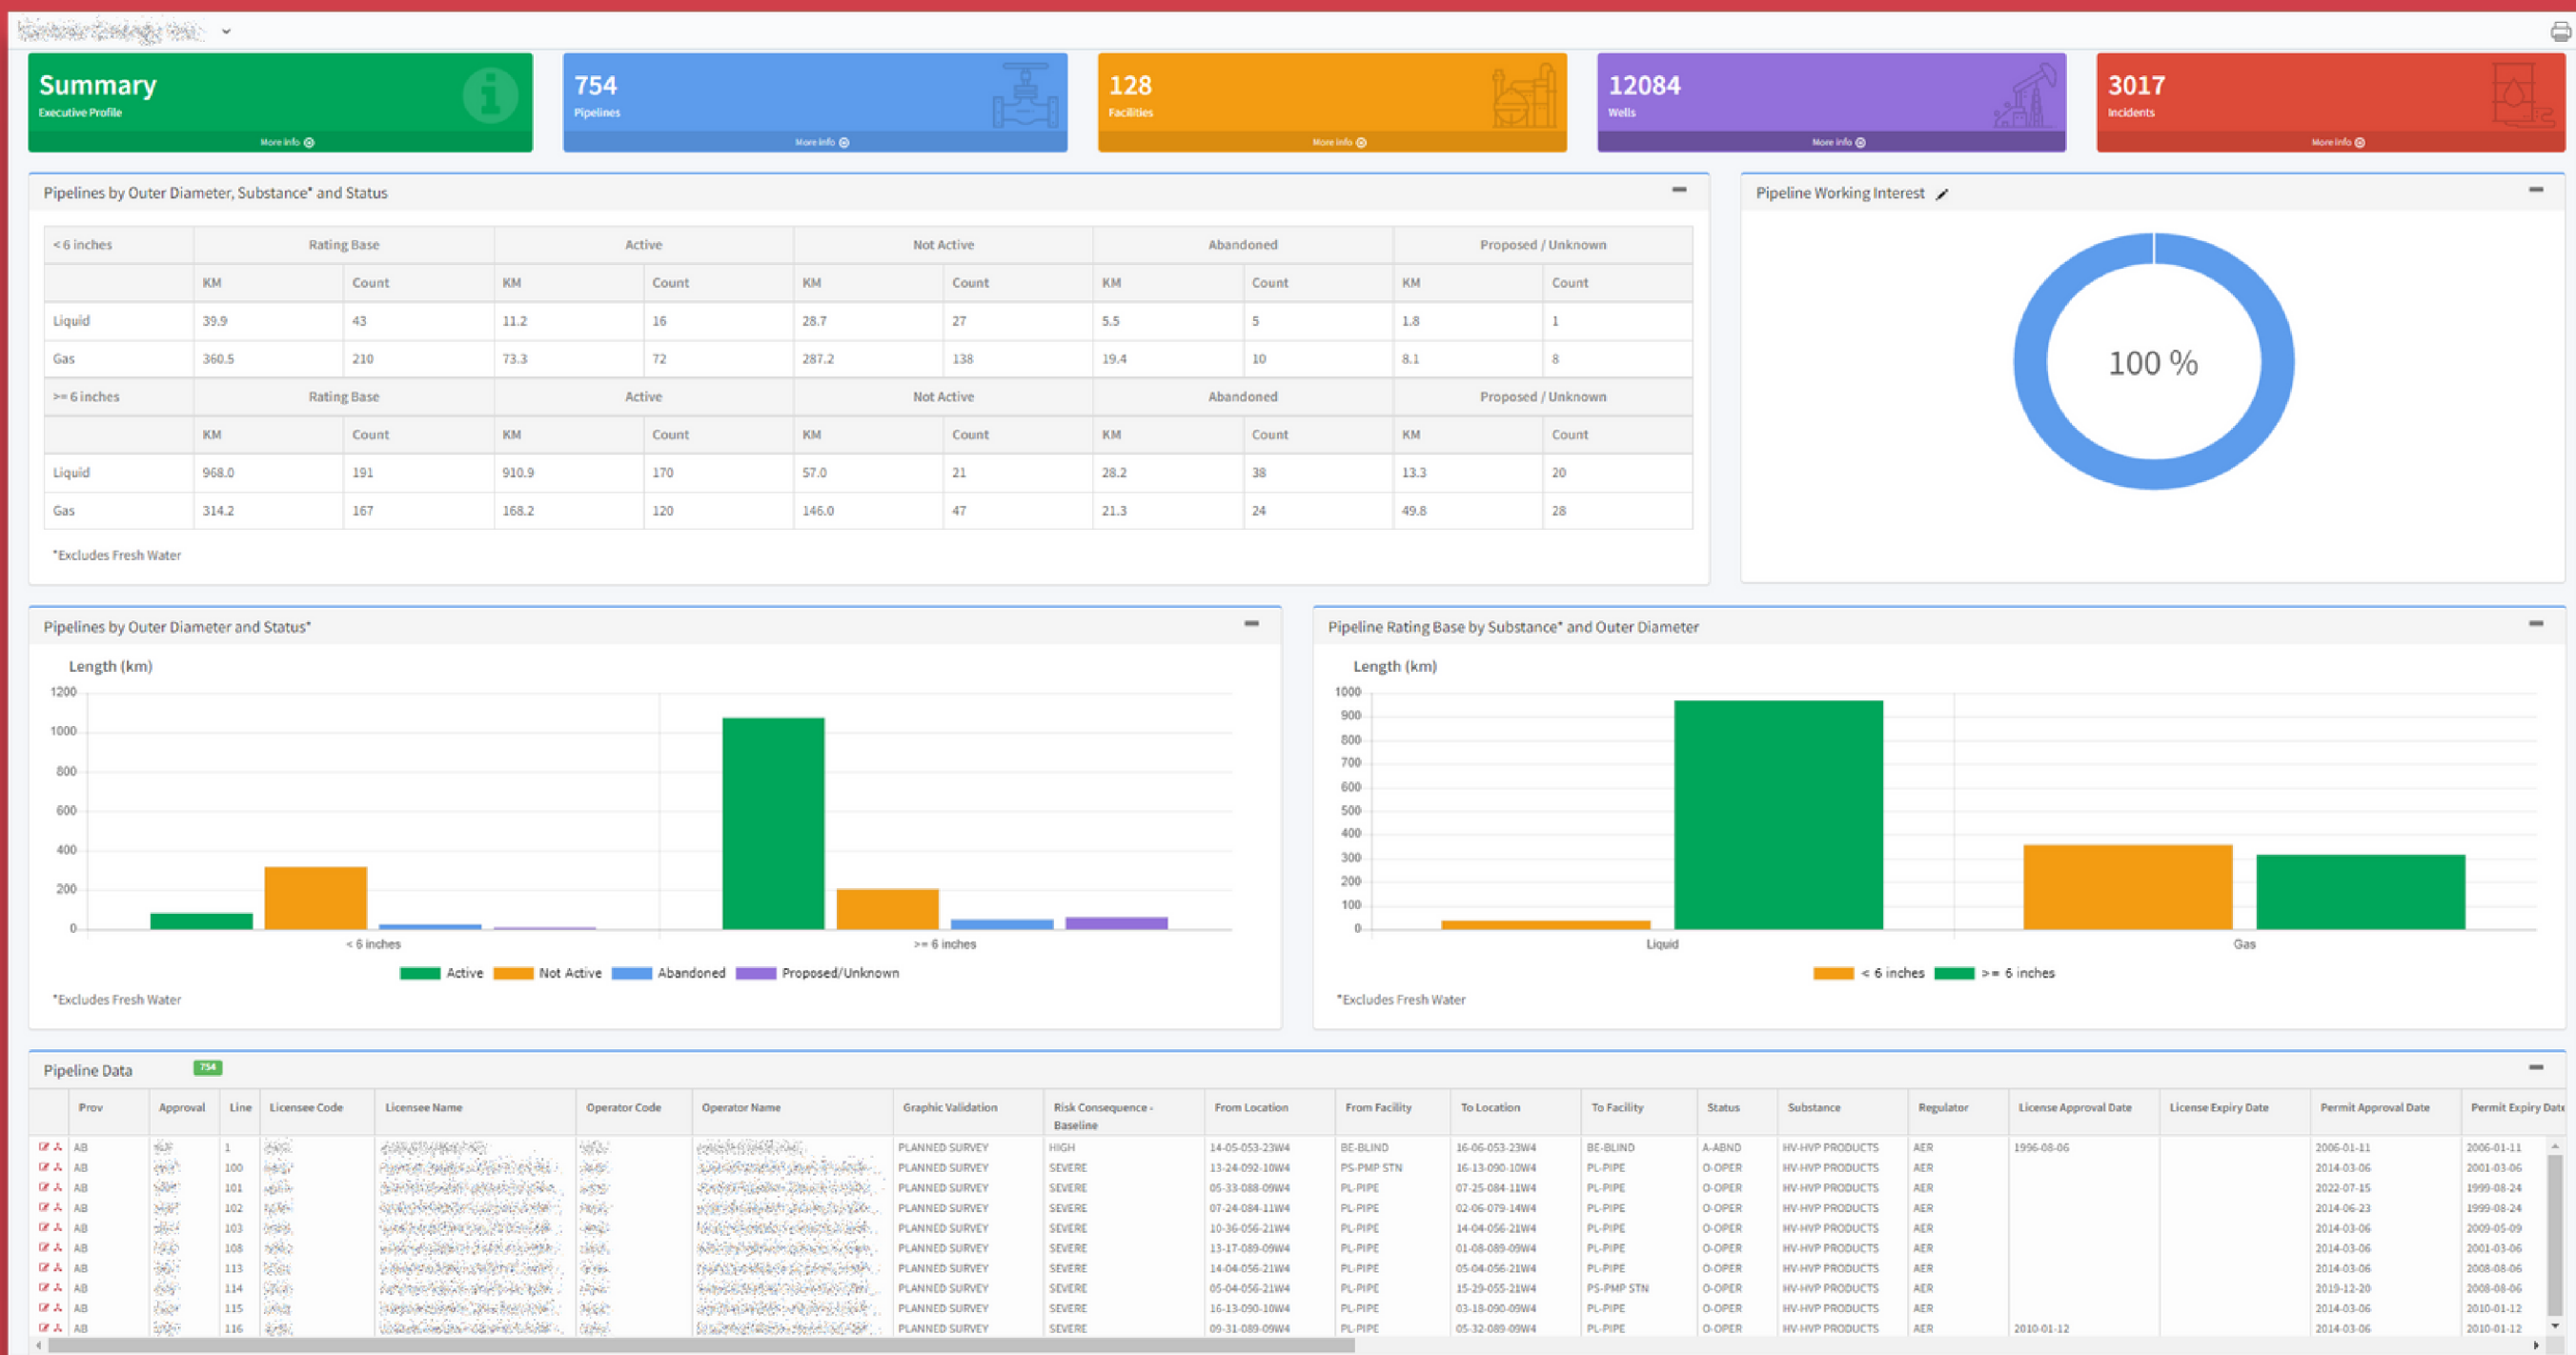 Summary
Executive Profile
More info
754
Pipelines
More info
128
Facilities
More info
12084
Wells
More info
3017
Incidents
More info
Pipelines by Outer Diameter, Substance* and Status
< 6 inches Rating Base Active Not Active Abandoned Proposed / Unknown
KM Count KM Count KM Count KM Count KM Count
Liquid 39.9 43 11.2 16 28.7 27 5.5 5 1.8 1
Gas 360.5 210 73.3 72 287.2 138 19.4 10 8.1 8
>= 6 inches Rating Base Active Not Active Abandoned Proposed / Unknown
KM Count KM Count KM Count KM Count KM Count
Liquid 968.0 191 910.9 170 57.0 21 28.2 38 13.3 20
Gas 314.2 167 168.2 120 146.0 47 21.3 24 49.8 28
*Excludes Fresh Water
Pipeline Working Interest
100 %
Pipelines by Outer Diameter and Status*
Length (km)
1200
1000
800
600
400
200
0
< 6 inches >= 6 inches
Active Not Active Abandoned Proposed/Unknown
*Excludes Fresh Water
Pipeline Rating Base by Substance* and Outer Diameter
Length (km)
1000
900
800
700
600
500
400
300
200
100
0
Liquid Gas
< 6 inches >= 6 inches
*Excludes Fresh Water
Pipeline Data 754
Prov Approval Line Licensee Code Licensee Name Operator Code Operator Name Graphic Validation Risk Consequence - Baseline From Location From Facility To Location To Facility Status Substance Regulator License Approval Date License Expiry Date Permit Approval Date Permit Expiry Date
AB 1 PLANNED SURVEY HIGH 14-05-053-23W4 BE-BLIND 16-06-053-23W4 BE-BLIND A-ABND HV-HVP PRODUCTS AER 1996-08-06 2006-01-11 2006-01-11
AB 100 PLANNED SURVEY SEVERE 13-24-092-10W4 PS-PMP STN 16-13-090-10W4 PL-PIPE O-OPER HV-HVP PRODUCTS AER 2014-03-06 2001-03-06
AB 101 PLANNED SURVEY SEVERE 05-33-088-09W4 PL-PIPE 07-25-084-11W4 PL-PIPE O-OPER HV-HVP PRODUCTS AER 2022-07-15 1999-08-24
AB 102 PLANNED SURVEY SEVERE 07-24-084-11W4 PL-PIPE 02-06-079-14W4 PL-PIPE O-OPER HV-HVP PRODUCTS AER 2014-06-23 1999-08-24
AB 103 PLANNED SURVEY SEVERE 10-36-056-21W4 PL-PIPE 14-04-056-21W4 PL-PIPE O-OPER HV-HVP PRODUCTS AER 2014-03-06 2009-05-09
AB 108 PLANNED SURVEY SEVERE 13-17-089-09W4 PL-PIPE 01-08-089-09W4 PL-PIPE O-OPER HV-HVP PRODUCTS AER 2014-03-06 2001-03-06
AB 113 PLANNED SURVEY SEVERE 14-04-056-21W4 PL-PIPE 05-04-056-21W4 PL-PIPE O-OPER HV-HVP PRODUCTS AER 2014-03-06 2008-08-06
AB 114 PLANNED SURVEY SEVERE 05-04-056-21W4 PL-PIPE 15-29-055-21W4 PS-PMP STN O-OPER HV-HVP PRODUCTS AER 2019-12-20 2008-08-06
AB 115 PLANNED SURVEY SEVERE 16-13-090-10W4 PL-PIPE 03-18-090-09W4 PL-PIPE O-OPER HV-HVP PRODUCTS AER 2014-03-06 2010-01-12
AB 116 PLANNED SURVEY SEVERE 09-31-089-09W4 PL-PIPE 05-32-089-09W4 PL-PIPE O-OPER HV-HVP PRODUCTS AER 2010-01-12 2014-03-06 2010-01-12